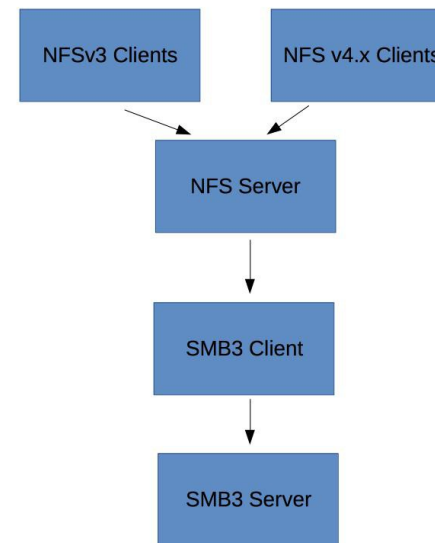 NFSv3 Clients
NFS v4.x Clients
NFS Server
SMB3 Client
SMB3 Server